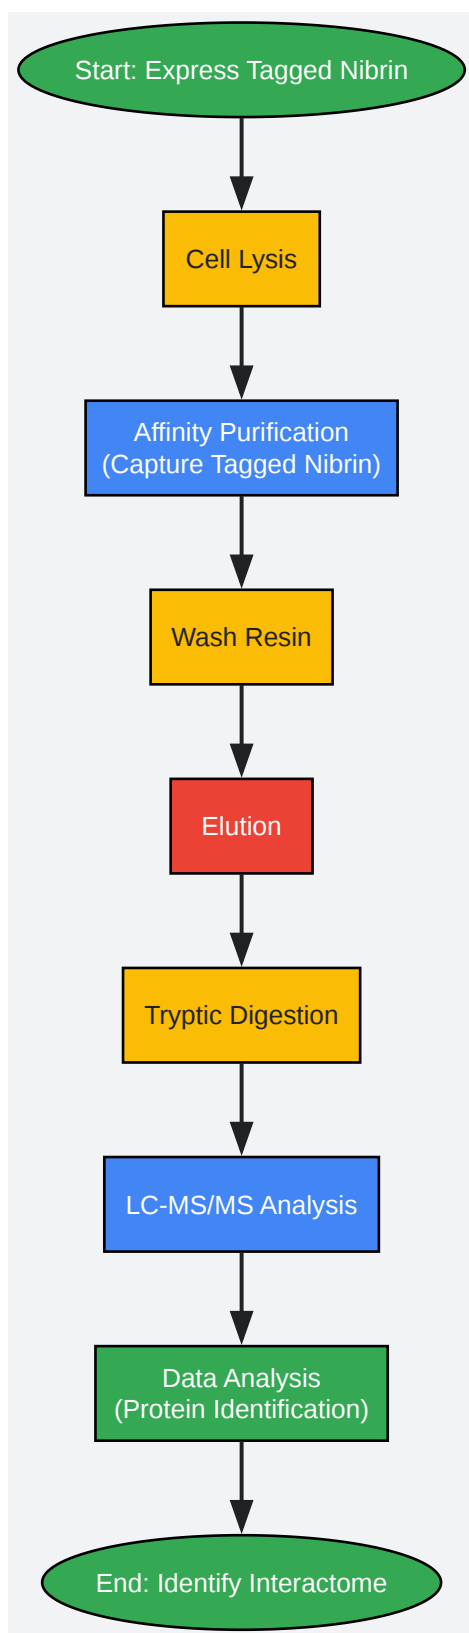 Start: Express Tagged Nibrin
Cell Lysis
Affinity Purification
(Capture Tagged Nibrin)
Wash Resin
Elution
Tryptic Digestion
LC-MS/MS Analysis
Data Analysis
(Protein Identification)
End: Identify Interactome